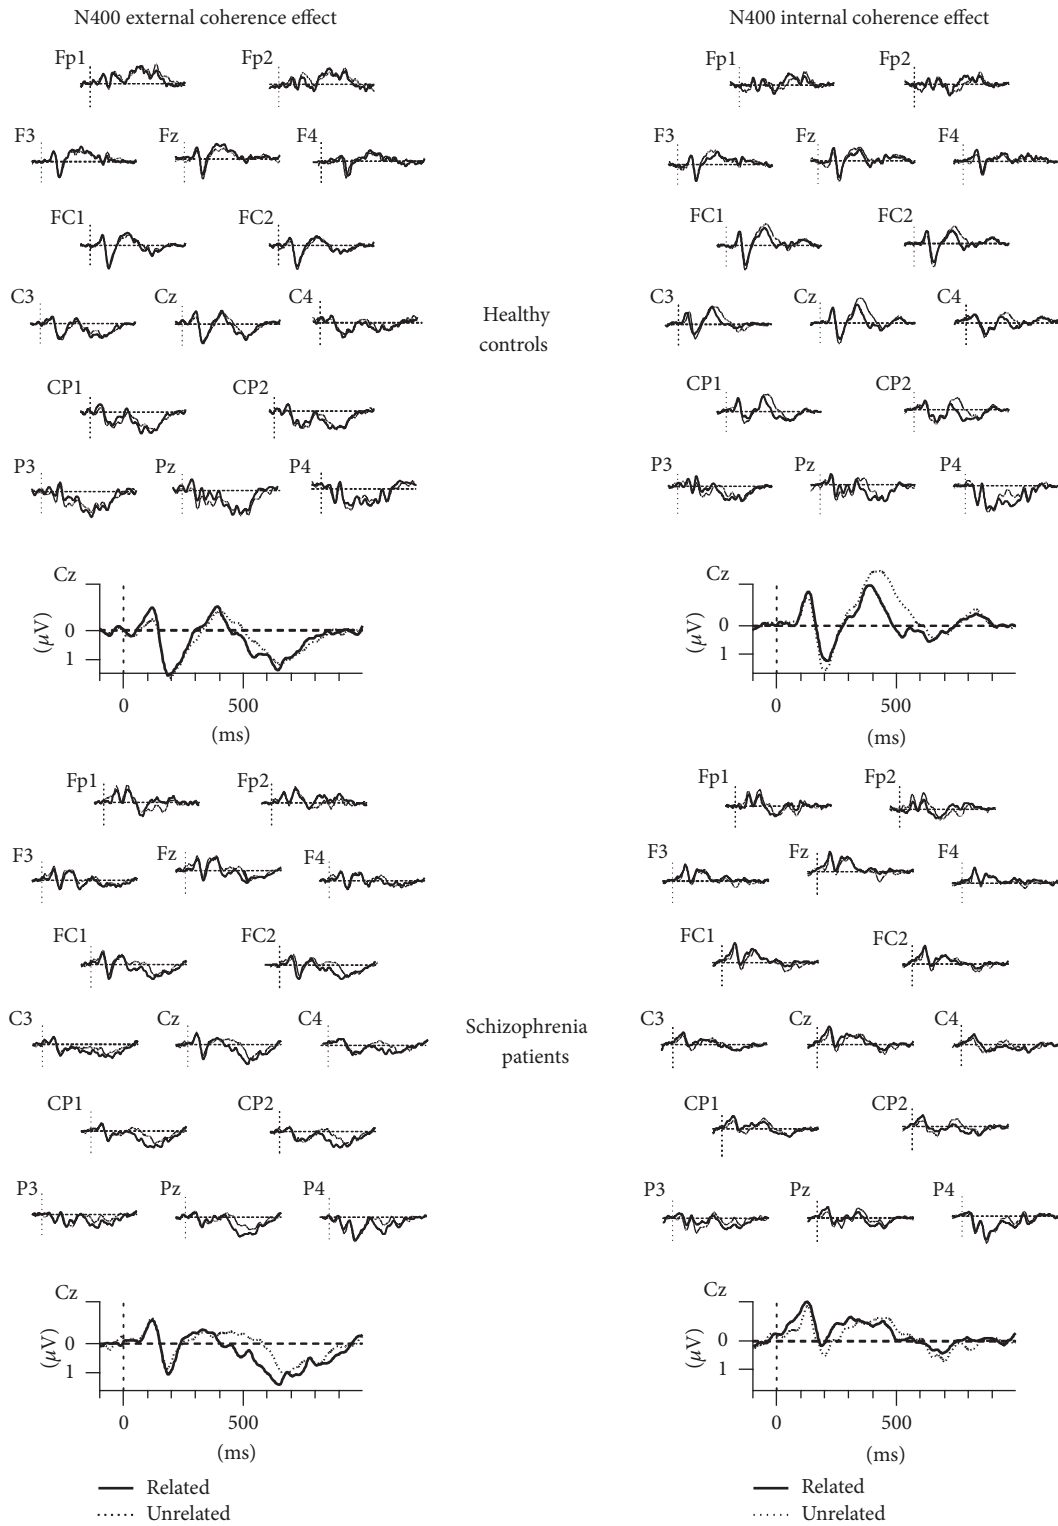 N400 external coherence effect
N400 internal coherence effect
Fp1 Fp2
F3 Fz F4
FC1 FC2
C3 Cz C4
CP1 CP2
P3 Pz P4
Cz
(μV)
0
1
0 500
(ms)
Fp1 Fp2
F3 Fz F4
FC1 FC2
C3 Cz C4
CP1 CP2
P3 Pz P4
Cz
(μV)
0
1
0 500
(ms)
Healthy
controls
Fp1 Fp2
F3 Fz F4
FC1 FC2
C3 Cz C4
CP1 CP2
P3 Pz P4
Cz
(μV)
0
1
0 500
(ms)
Related
Unrelated
Fp1 Fp2
F3 Fz F4
FC1 FC2
C3 Cz C4
CP1 CP2
P3 Pz P4
Cz
(μV)
0
1
0 500
(ms)
Related
Unrelated
Schizophrenia
patients